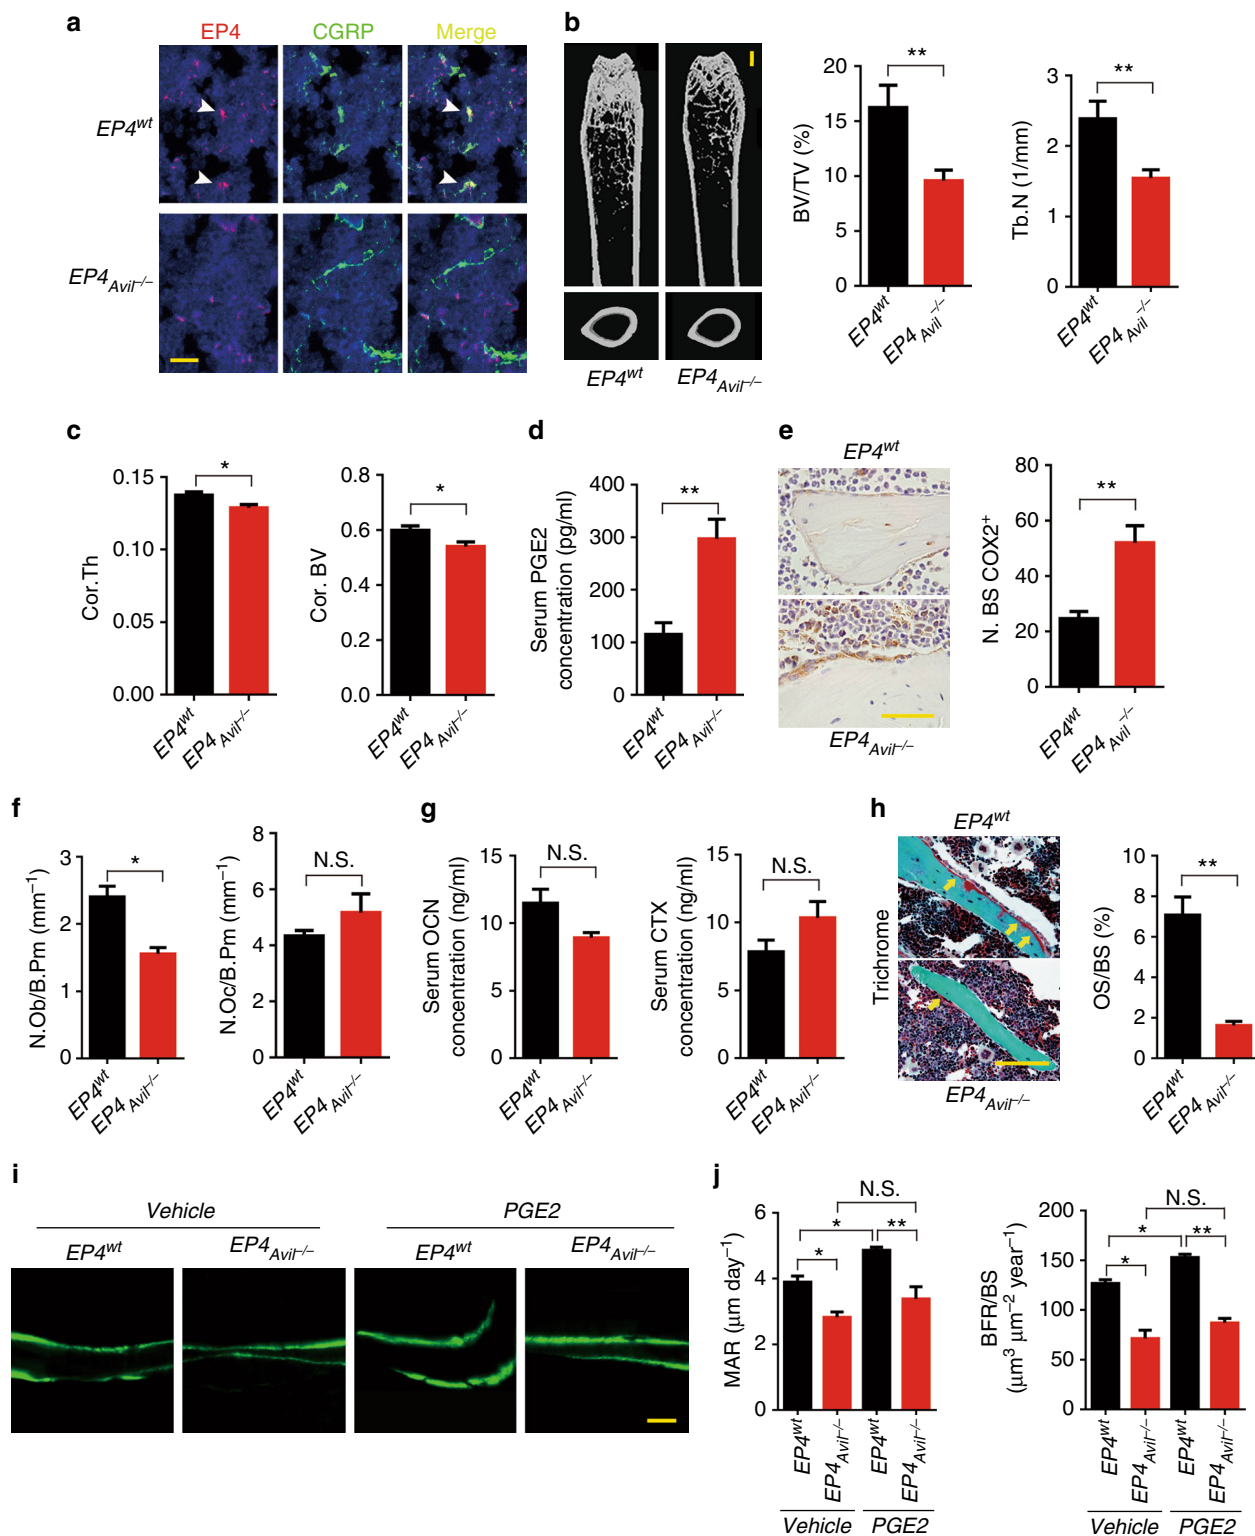 a
EP4 CGRP Merge
EP4wt
EP4Avil−/−
b
EP4wt EP4Avil−/−
**
BV/TV (%)
20
15
10
5
0
EP4wt
EP4Avil−/−
**
Tb.N (1/mm)
3
2
1
0
EP4wt
EP4Avil−/−
c
*
Cor.Th
0.15
0.10
0.05
0.00
EP4wt
EP4Avil−/−
*
Cor. BV
0.8
0.6
0.4
0.2
0.0
EP4wt
EP4Avil−/−
d
**
Serum PGE2
concentration (pg/ml)
400
300
200
100
0
EP4wt
EP4Avil−/−
e
EP4wt
EP4Avil−/−
**
N. BS COX2+
80
60
40
20
0
EP4wt
EP4Avil−/−
f
*
N.Ob/B.Pm (mm−1)
3
2
1
0
EP4wt
EP4Avil−/−
N.S.
N.Oc/B.Pm (mm−1)
8
6
4
2
0
EP4wt
EP4Avil−/−
g
N.S.
Serum OCN
concentration (ng/ml)
15
10
5
0
EP4wt
EP4Avil−/−
N.S.
Serum CTX
concentration (ng/ml)
15
10
5
0
EP4wt
EP4Avil−/−
h
EP4wt
Trichrome
EP4Avil−/−
**
OS/BS (%)
10
8
6
4
2
0
EP4wt
EP4Avil−/−
i
Vehicle PGE2
EP4wt EP4Avil−/− EP4wt EP4Avil−/−
j
N.S.
* **
*
MAR (μm day−1)
6
4
2
0
EP4wt
EP4Avil−/−
EP4wt
EP4Avil−/−
Vehicle PGE2
N.S.
* **
*
BFR/BS
(μm3 μm−2 year−1)
200
150
100
50
0
EP4wt
EP4Avil−/−
EP4wt
EP4Avil−/−
Vehicle PGE2